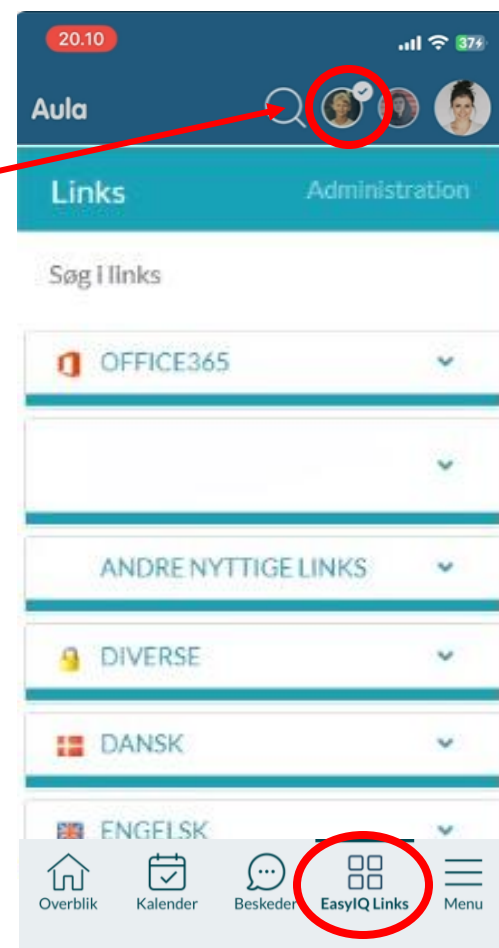 20.10
37
Aula
Links
Administration
Søg i links
OFFICE365
ANDRE NYTTIGE LINKS
DIVERSE
DANSK
ENGELSK
Overblik
Kalender
Beskeder
EasyIQ Links
Menu